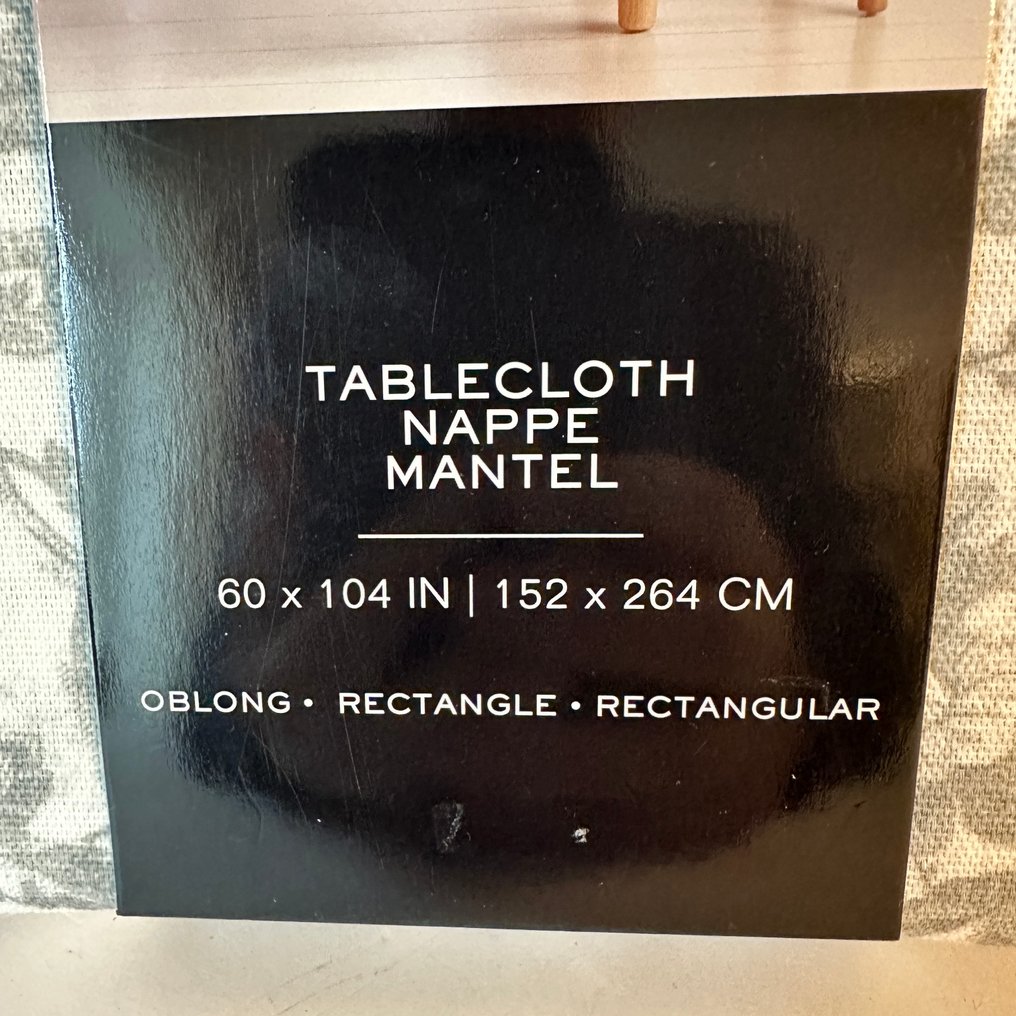 TABLECLOTH
NAPPE
MANTEL
60 x 104 IN | 152 x 264 CM
OBLONG • RECTANGLE • RECTANGULAR